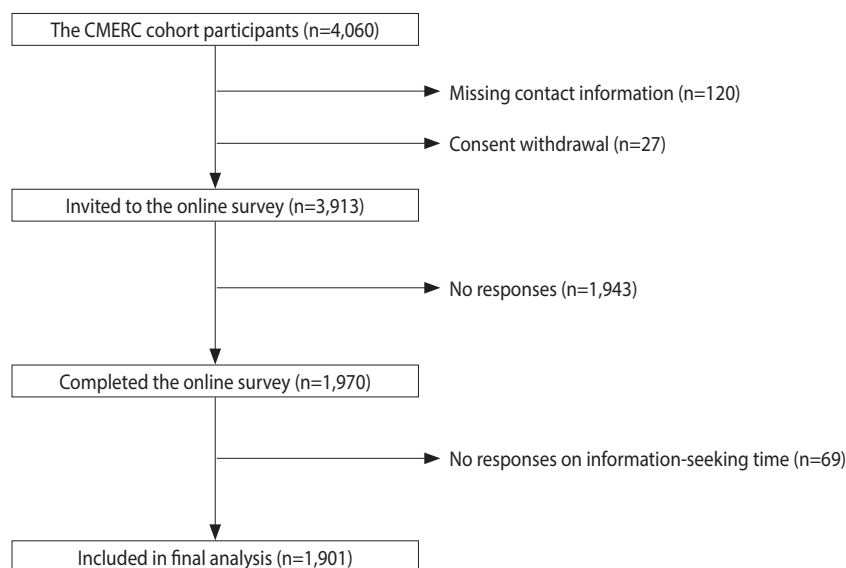 The CMERC cohort participants (n=4,060)
Missing contact information (n=120)
Consent withdrawal (n=27)
Invited to the online survey (n=3,913)
No responses (n=1,943)
Completed the online survey (n=1,970)
No responses on information-seeking time (n=69)
Included in final analysis (n=1,901)